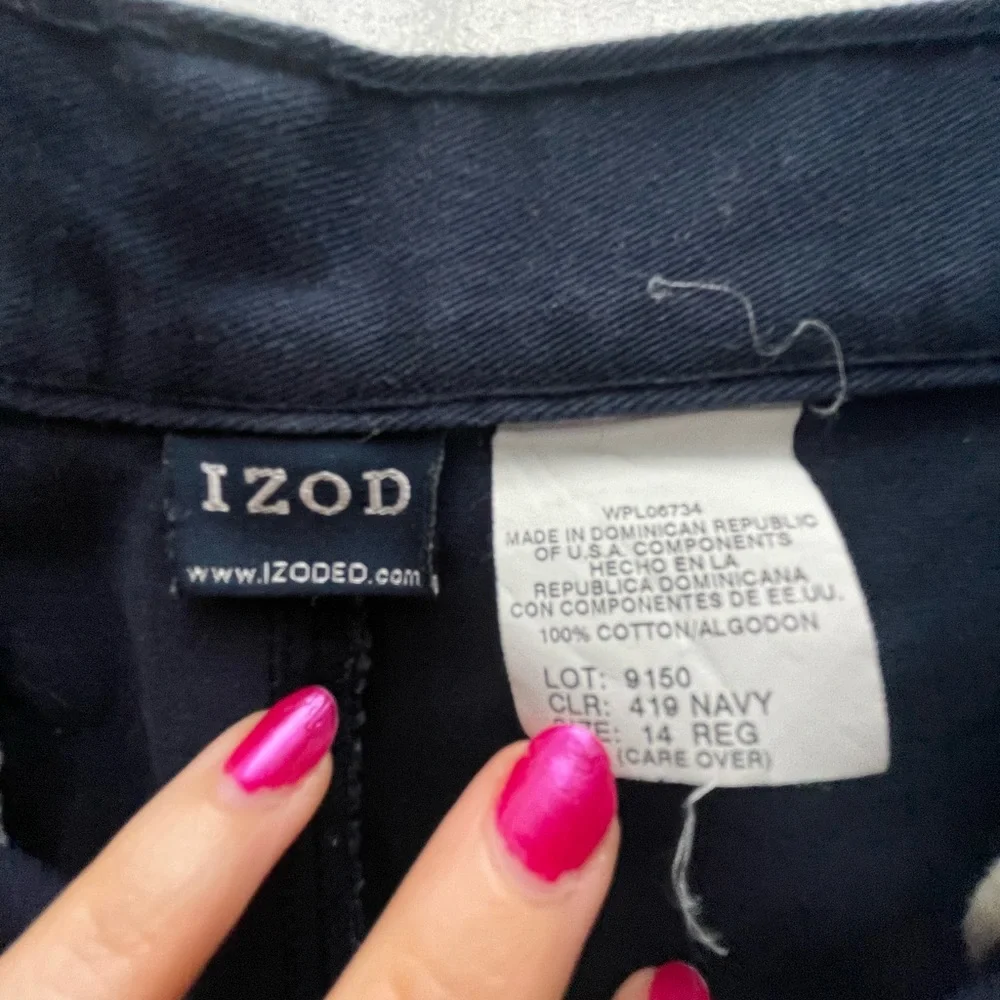 IZOD
www.IZODED.com
WPL06734
MADE IN DOMINICAN REPUBLIC
OF U.S.A. COMPONENTS
HECHO EN LA
REPUBLICA DOMINICANA
CON COMPONENTES DE EE.UU.
100% COTTON/ALGODON
LOT: 9150
CLR: 419 NAVY
SIZE: 14 REG
(CARE OVER)